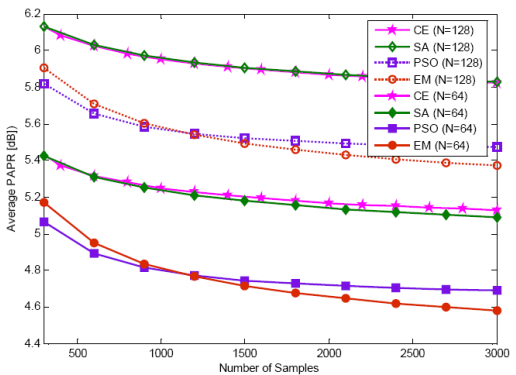 6.2
6
5.8
5.6
5.4
5.2
5
4.8
4.6
4.4
Average PAPR [dB]
CE (N=128)
SA (N=128)
PSO (N=128)
EM (N=128)
CE (N=64)
SA (N=64)
PSO (N=64)
EM (N=64)
500 1000 1500 2000 2500 3000
Number of Samples